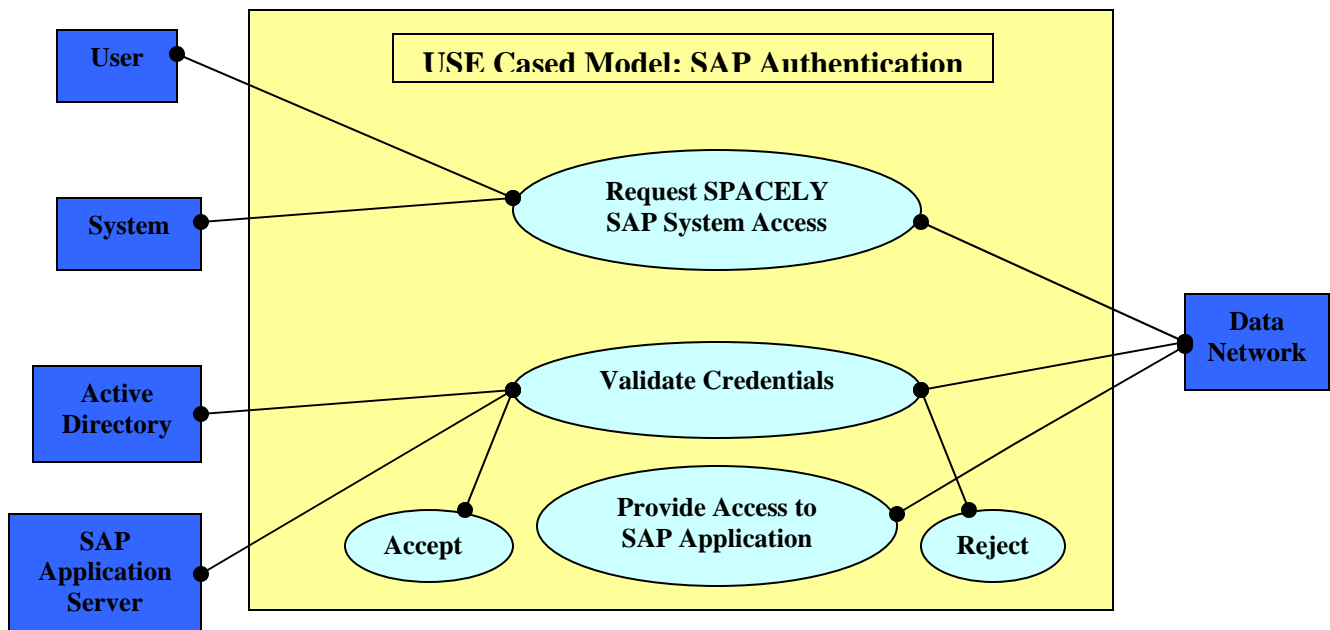 USE Cased Model: SAP Authentication
User
Request SPACELY
SAP System Access
System
Data
Network
Validate Credentials
Active
Directory
Provide Access to
SAP Application
Accept
Reject
SAP
Application
Server